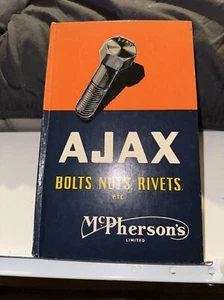 AJAX
BOLTS, NUTS, RIVETS,
etc
McPherson's
LIMITED